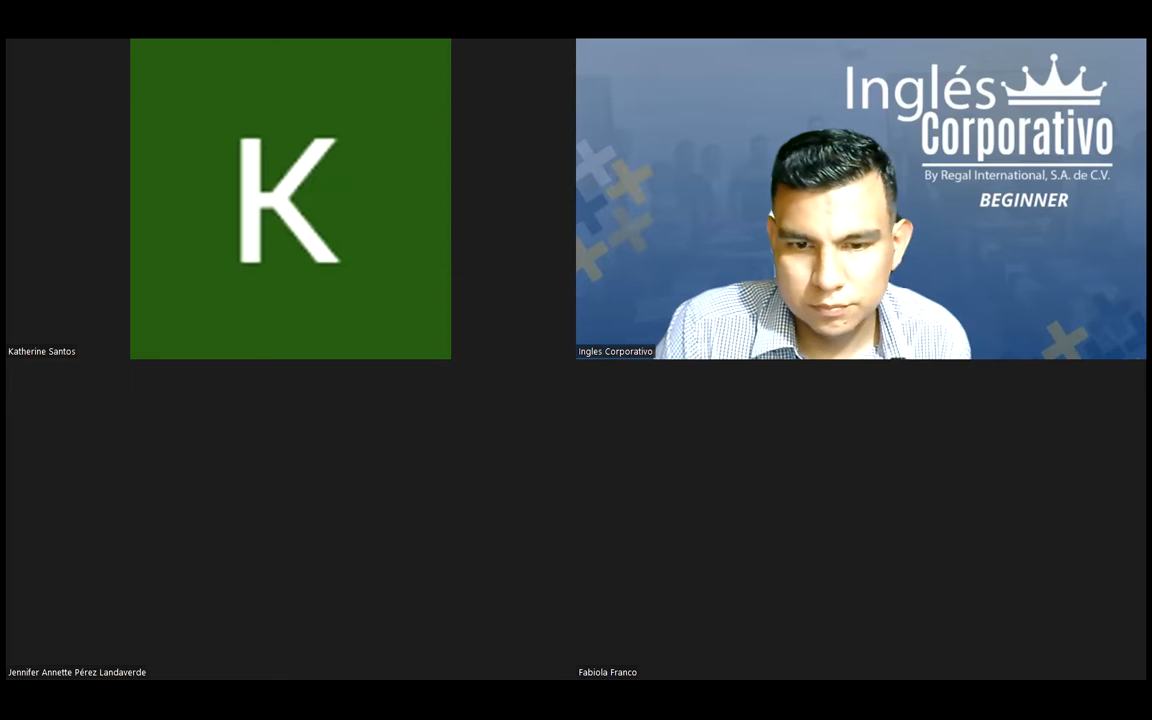 K
Katherine Santos
Inglés
Corporativo
By Regal International, S.A. de C.V.
BEGINNER
Ingles Corporativo
Jennifer Annette Pérez Landaverde
Fabiola Franco